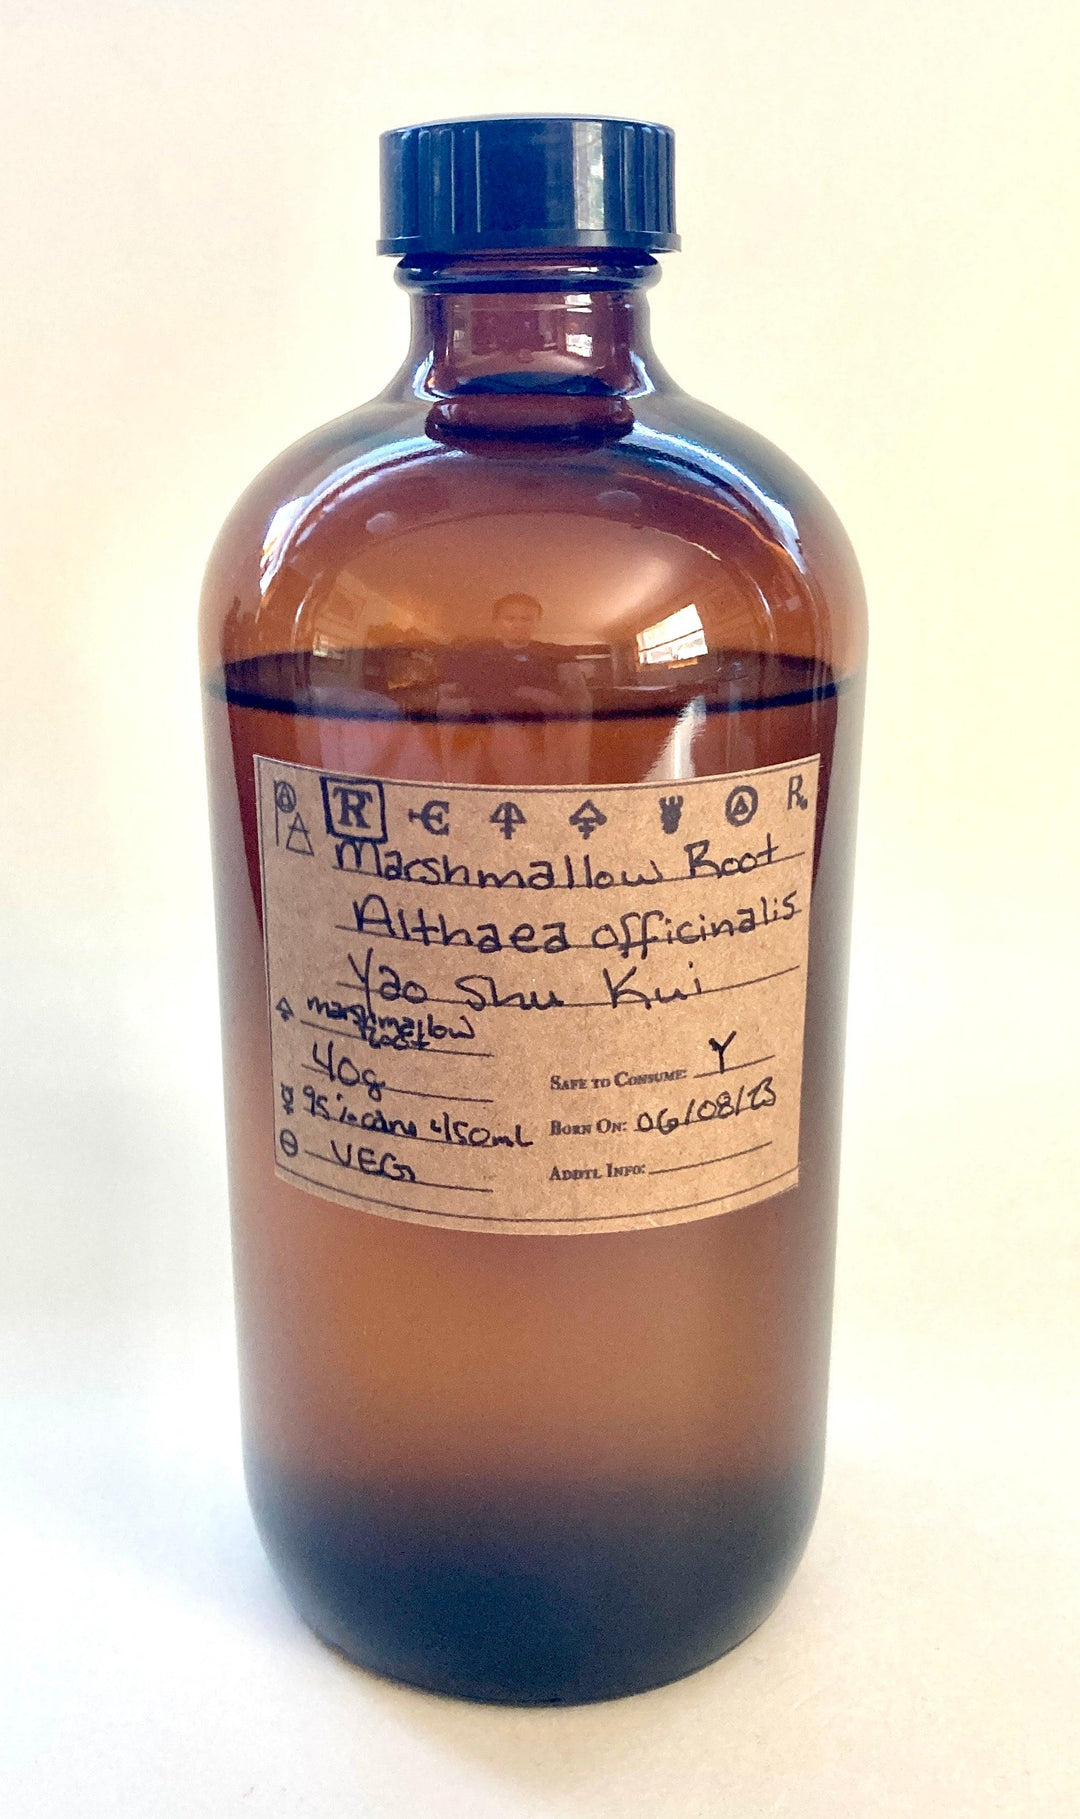 R
Marshmallow Root
Althaea officinalis
Yao Shu Kui
marshmallow
Root
40g
95% cane 450mL
VEG
SAFE TO CONSUME: Y
BORN ON: 06/08/23
ADDTL INFO: